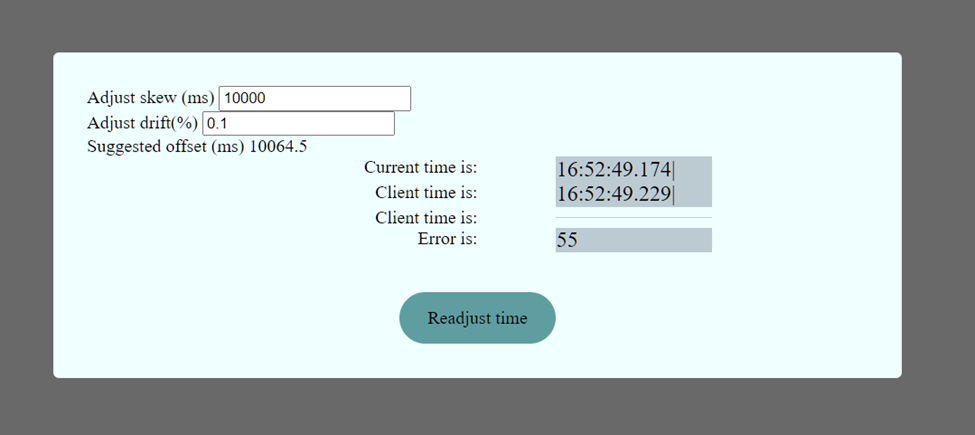 Adjust skew (ms) 10000
Adjust drift(%) 0.1
Suggested offset (ms) 10064.5
Current time is: 16:52:49.174|
Client time is: 16:52:49.229|
Client time is:
Error is: 55
Readjust time